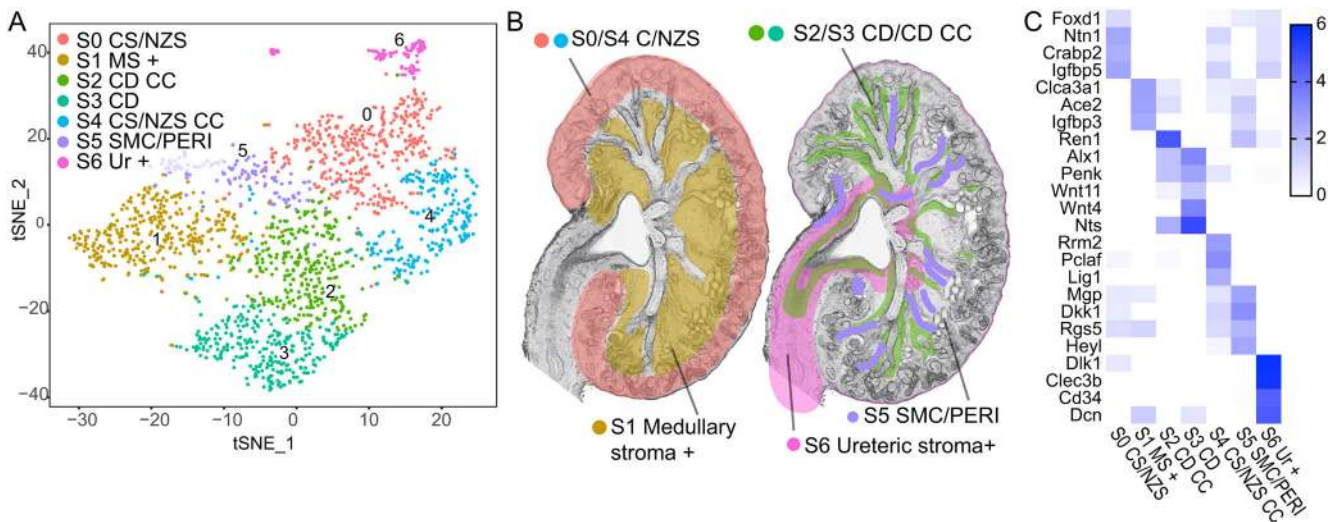 A
S0 CS/NZS
S1 MS +
S2 CD CC
S3 CD
S4 CS/NZS CC
S5 SMC/PERI
S6 Ur +
6
0
5
4
1
2
3
40
20
0
−20
−40
tSNE_2
−30
−20
−10
0
10
20
tSNE_1
B
S0/S4 C/NZS
S2/S3 CD/CD CC
S1 Medullary
stroma +
S5 SMC/PERI
S6 Ureteric stroma+
C
Foxd1
Ntn1
Crabp2
Igfbp5
Clca3a1
Ace2
Igfbp3
Ren1
Alx1
Penk
Wnt11
Wnt4
Nts
Rrm2
Pclaf
Lig1
Mgp
Dkk1
Rgs5
Heyl
Dlk1
Clec3b
Cd34
Dcn
S0 CS/NZS
S1 MS +
S2 CD CC
S3 CD
S4 CS/NZS CC
S5 SMC/PERI
S6 Ur +
6
4
2
0